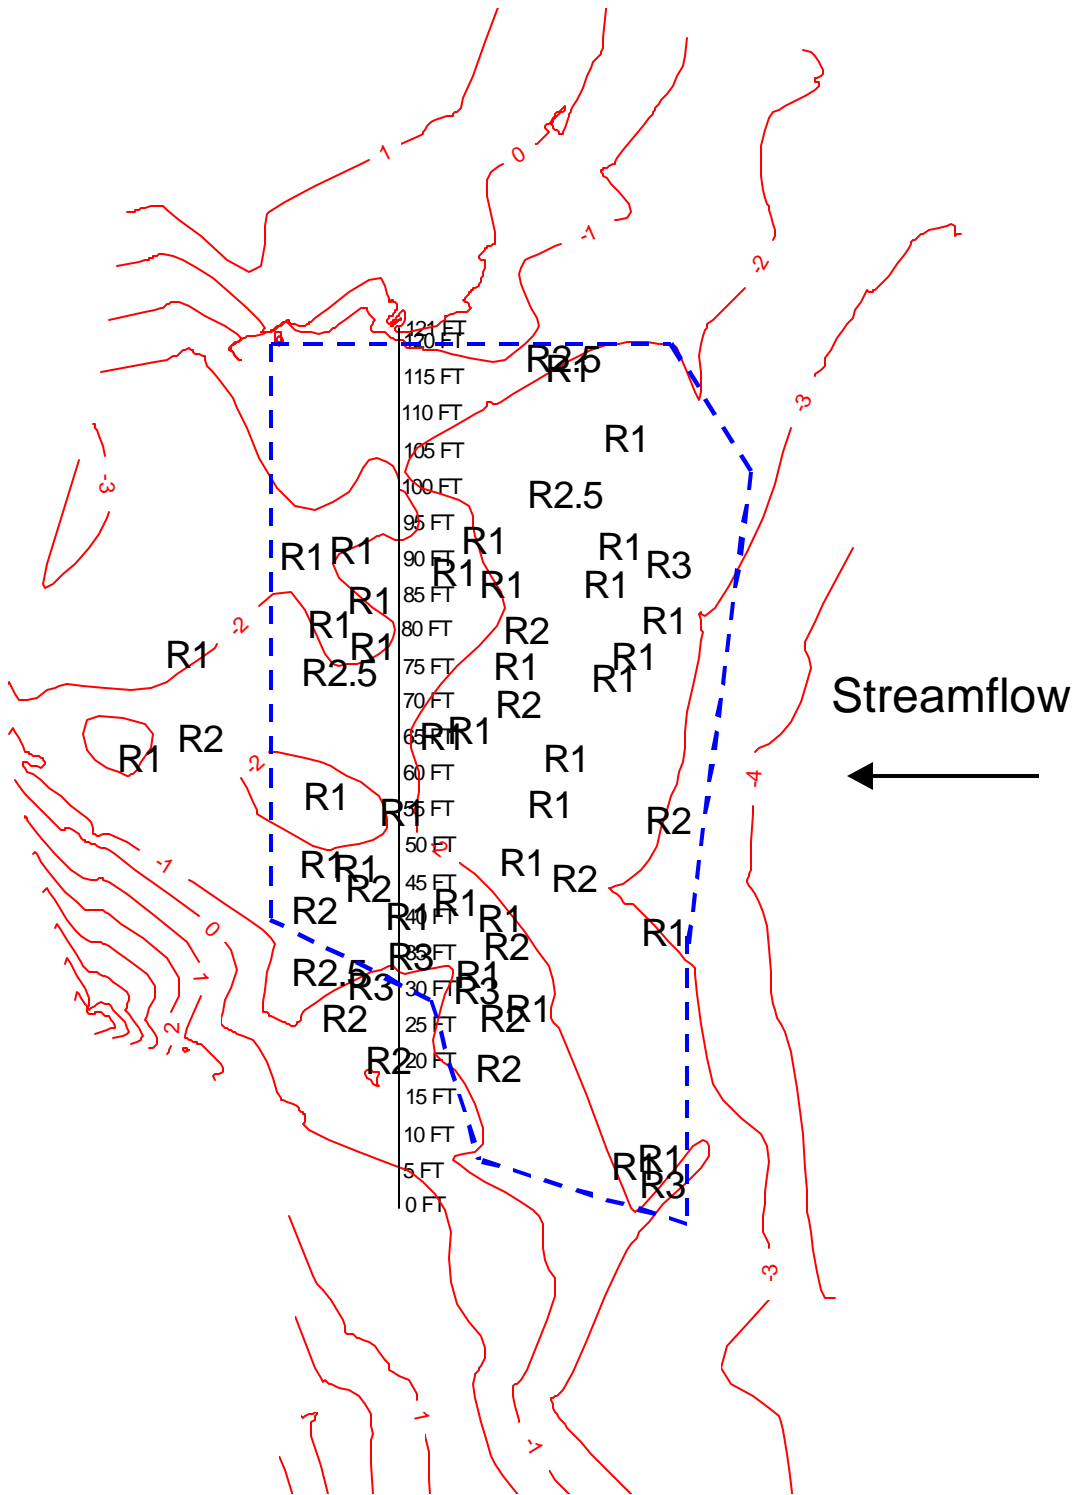 1
0
-1
-2
121 FT
120 FT
R2.5
R1
115 FT
-3
110 FT
R1
105 FT
-3
100 FT
R2.5
95 FT
R1
R1
R1
R1
90 FT
R3
R1
R1
R1
85 FT
R1
R1
-2
R1
80 FT
R2
R1
R1
R1
R1
R2.5
75 FT
R1
R1
70 FT
R2
Streamflow
R2
R1
65 FT
R1
R1
-2
60 FT
R1
-4
R1
R1
55 FT
R1
R2
50 FT
-2
-1
R1
R1
R1
R2
45 FT
R2
R2
R1
R1
40 FT
R1
0
R1
R3
35 FT
R2
1
R2.5
R3
R1
30 FT
R3
2
R2
25 FT
R2
R1
R2
20 FT
R2
15 FT
10 FT
R1
R1
5 FT
R3
0 FT
-3
1
-1